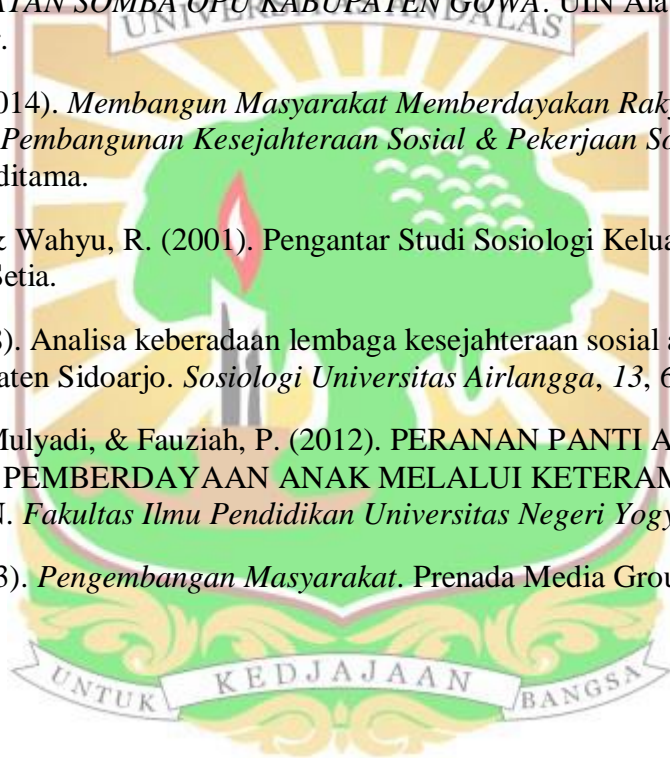 ATAN SOMBA OPU KABUPATEN GOWA. UIN Ala
UNIVERSITAS ANDALAS
r.
014). Membangun Masyarakat Memberdayakan Rak
Pembangunan Kesejahteraan Sosial & Pekerjaan So
ditama.
& Wahyu, R. (2001). Pengantar Studi Sosiologi Kelua
Setia.
8). Analisa keberadaan lembaga kesejahteraan sosial a
aten Sidoarjo. Sosiologi Universitas Airlangga, 13, 6
Mulyadi, & Fauziah, P. (2012). PERANAN PANTI A
PEMBERDAYAAN ANAK MELALUI KETERAM
N. Fakultas Ilmu Pendidikan Universitas Negeri Yogy
3). Pengembangan Masyarakat. Prenada Media Grou
UNTUK KEDJAJAAN BANGSA